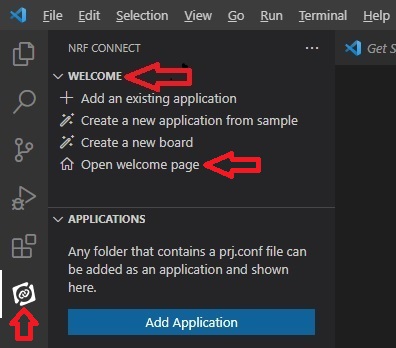 File Edit Selection View Go Run Terminal Help
NRF CONNECT
Get S
WELCOME
Add an existing application
Create a new application from sample
Create a new board
Open welcome page
APPLICATIONS
Any folder that contains a prj.conf file can
be added as an application and shown
here.
Add Application